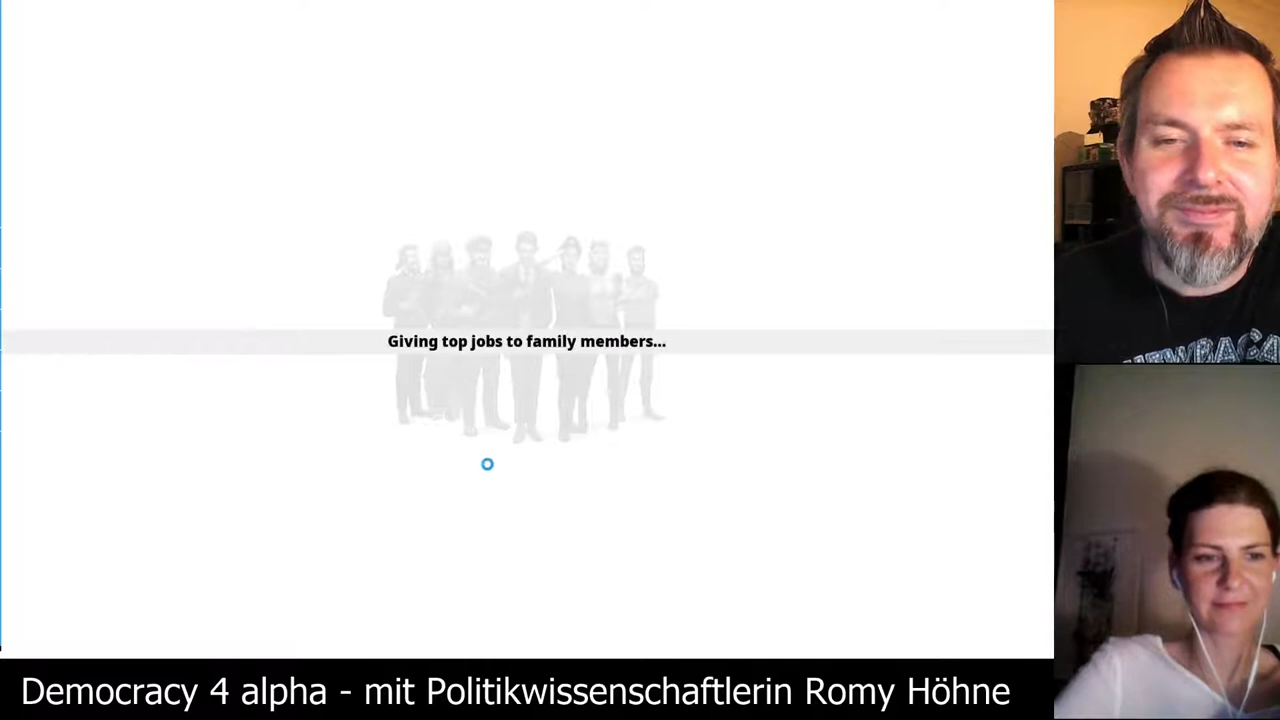 Giving top jobs to family members...
Democracy 4 alpha - mit Politikwissenschaftlerin Romy Höhne